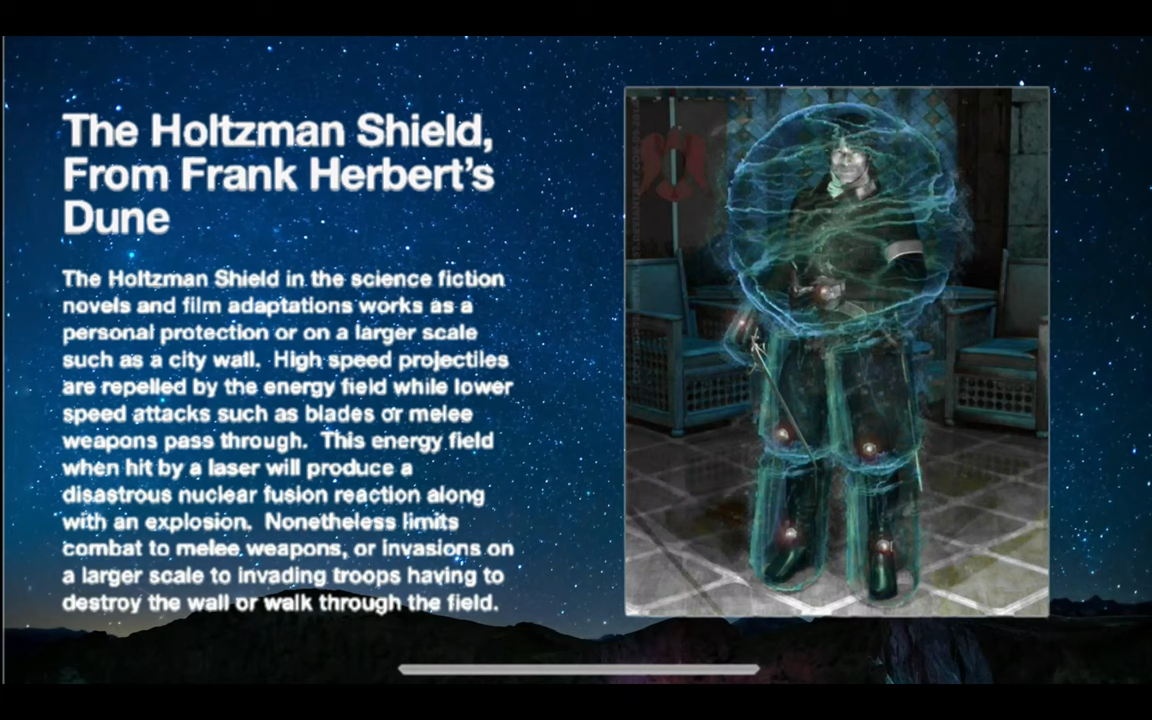 The Holtzman Shield,
From Frank Herbert's
Dune
The Holtzman Shield in the science fiction
novels and film adaptations works as a
personal protection or on a larger scale
such as a city wall.  High speed projectiles
are repelled by the energy field while lower
speed attacks such as blades or melee
weapons pass through.  This energy field
when hit by a laser will produce a
disastrous nuclear fusion reaction along
with an explosion.  Nonetheless limits
combat to melee weapons, or invasions on
a larger scale to invading troops having to
destroy the wall or walk through the field.